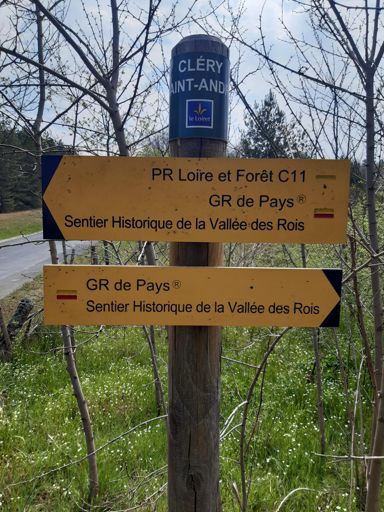 CLÉRY
AINT-AND
le Loiret
PR Loire et Forêt C11
GR de Pays®
Sentier Historique de la Vallée des Rois
GR de Pays®
Sentier Historique de la Vallée des Rois